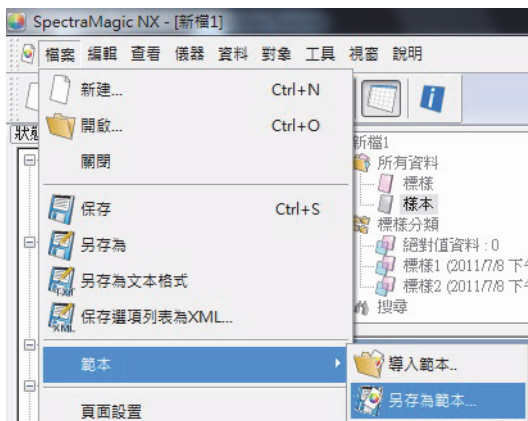 SpectraMagic NX - [新檔1]
檔案 編輯 查看 儀器 資料 對象 工具 視窗 說明
新建... Ctrl+N
開啟... Ctrl+O
關閉
保存 Ctrl+S
另存為
另存為文本格式
保存選項列表為XML...
範本
頁面設置
導入範本..
另存為範本...
狀態
新檔1
所有資料
標樣
樣本
標樣分類
絕對值資料 : 0
標樣1 (2011/7/8 下午
標樣2 (2011/7/8 下午
搜尋